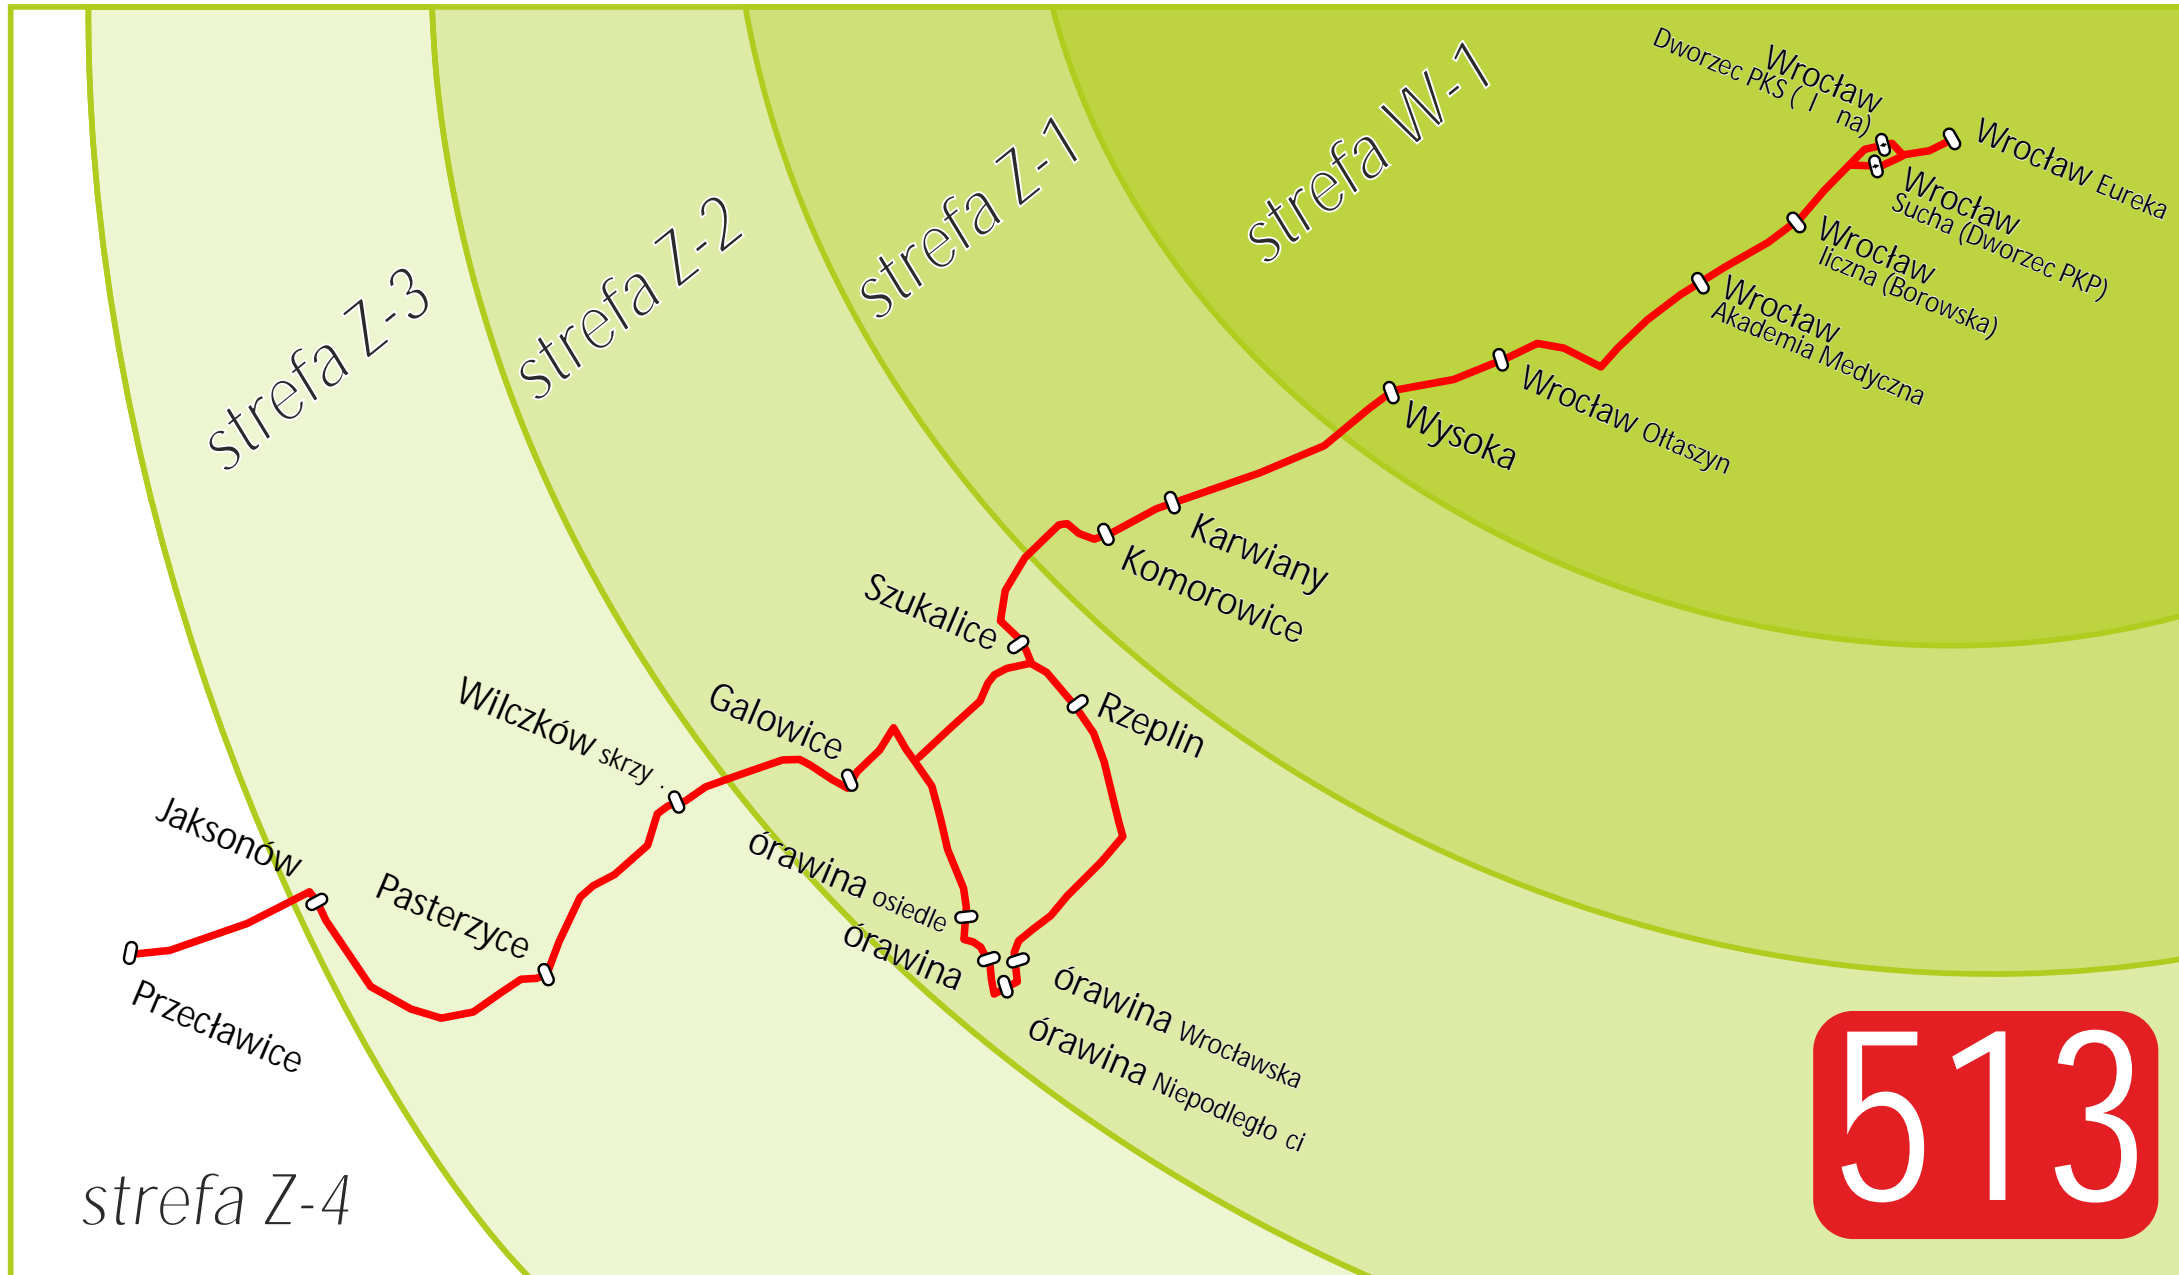 Wrocław
Dworzec PKS ( l na)
Wrocław Eureka
Wrocław
Sucha (Dworzec PKP)
Wrocław
liczna (Borowska)
Wrocław
Akademia Medyczna
Wrocław Ołtaszyn
Wysoka
Karwiany
Komorowice
Szukalice
Rzeplin
Galowice
Wilczków skrzy .
órawina osiedle
órawina
órawina Wrocławska
órawina Niepodległo ci
Jaksonów
Pasterzyce
Przecławice
strefa W-1
strefa Z-1
strefa Z-2
strefa Z-3
strefa Z-4
513